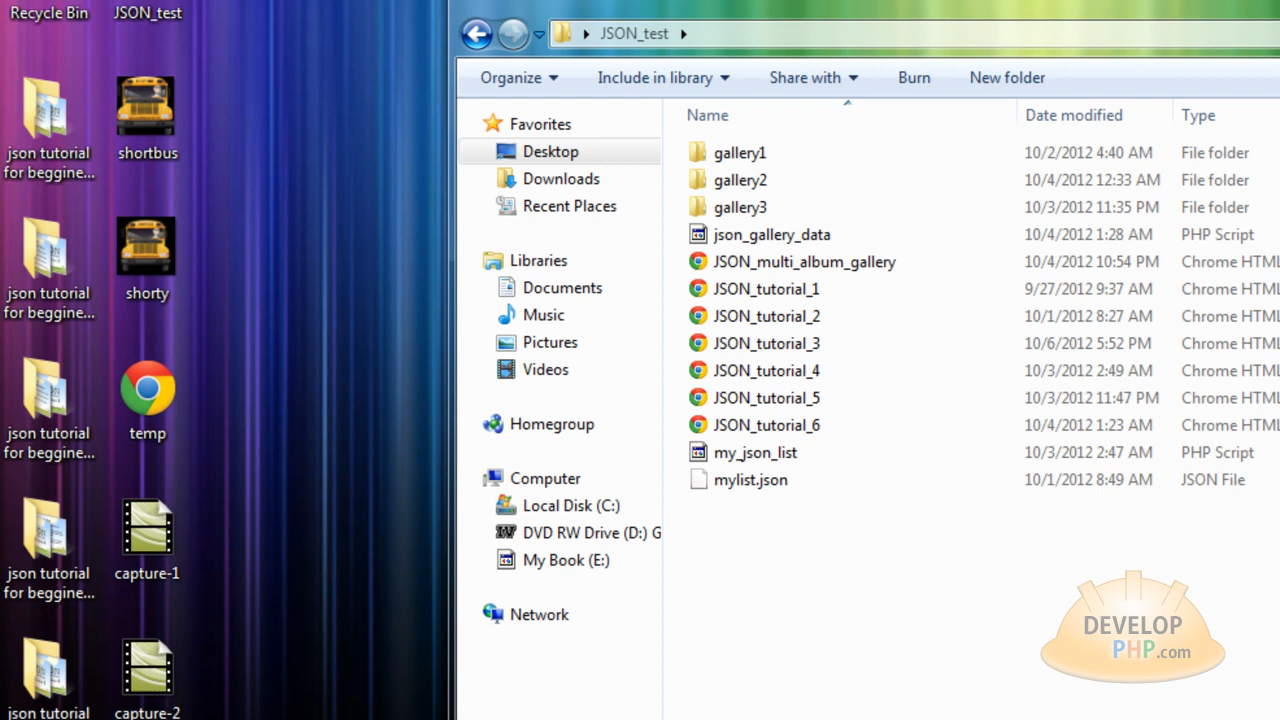 Recycle Bin
JSON_test
json tutorial
for beggine...
shortbus
json tutorial
for beggine...
shorty
json tutorial
for beggine...
temp
json tutorial
for beggine...
capture-1
json tutorial
capture-2
JSON_test
Organize
Include in library
Share with
Burn
New folder
Favorites
Desktop
Downloads
Recent Places
Libraries
Documents
Music
Pictures
Videos
Homegroup
Computer
Local Disk (C:)
DVD RW Drive (D:) G
My Book (E:)
Network
Name Date modified Type
gallery1 10/2/2012 4:40 AM File folder
gallery2 10/4/2012 12:33 AM File folder
gallery3 10/3/2012 11:35 PM File folder
json_gallery_data 10/4/2012 1:28 AM PHP Script
JSON_multi_album_gallery 10/4/2012 10:54 PM Chrome HTML
JSON_tutorial_1 9/27/2012 9:37 AM Chrome HTML
JSON_tutorial_2 10/1/2012 8:27 AM Chrome HTML
JSON_tutorial_3 10/6/2012 5:52 PM Chrome HTML
JSON_tutorial_4 10/3/2012 2:49 AM Chrome HTML
JSON_tutorial_5 10/3/2012 11:47 PM Chrome HTML
JSON_tutorial_6 10/4/2012 1:23 AM Chrome HTML
my_json_list 10/3/2012 2:47 AM PHP Script
mylist.json 10/1/2012 8:49 AM JSON File
DEVELOP
PHP.com